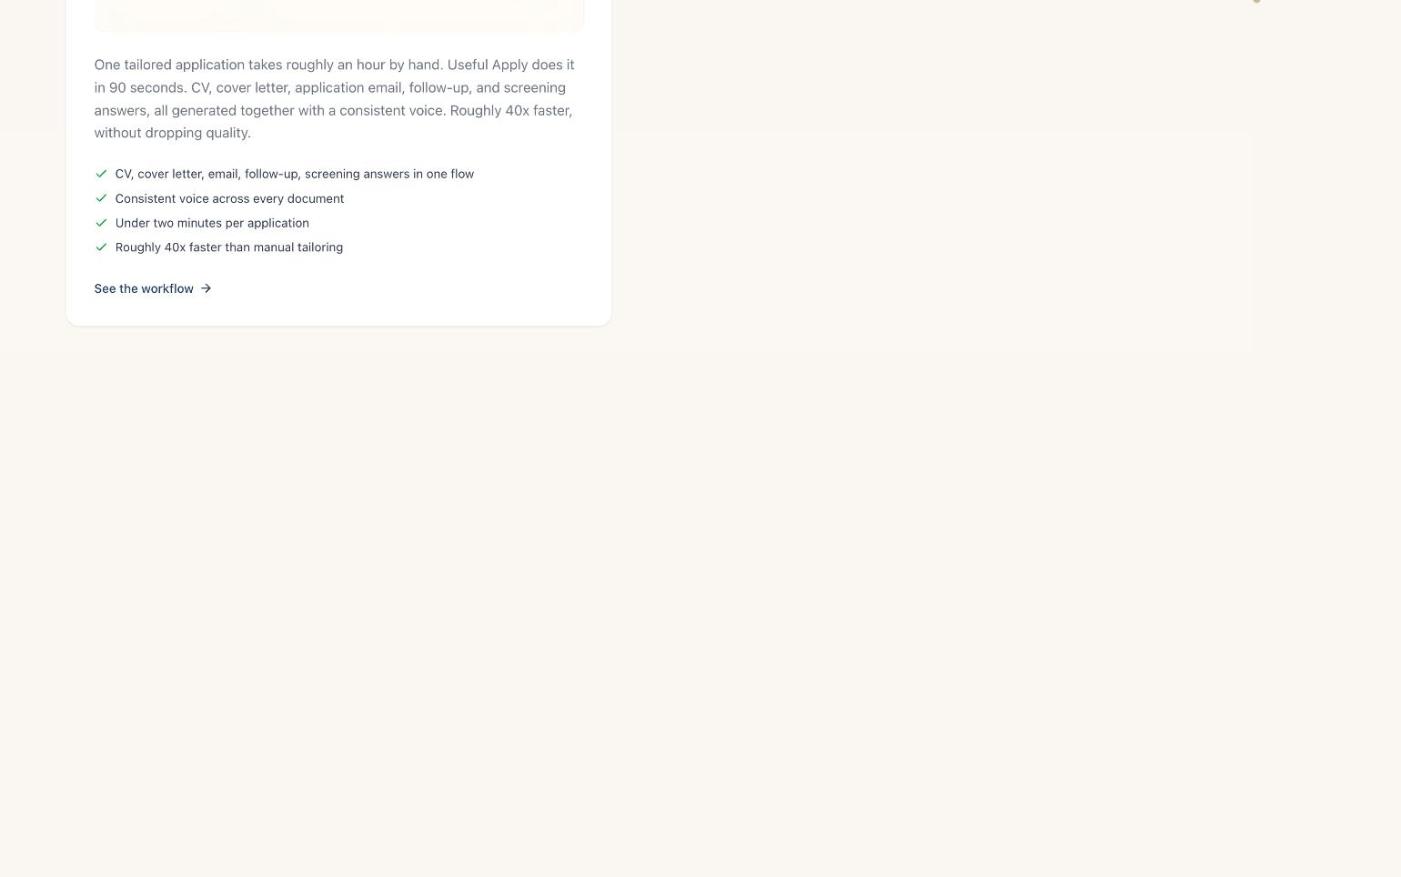 One tailored application takes roughly an hour by hand. Useful Apply does it
in 90 seconds. CV, cover letter, application email, follow-up, and screening
answers, all generated together with a consistent voice. Roughly 40x faster,
without dropping quality.
CV, cover letter, email, follow-up, screening answers in one flow
Consistent voice across every document
Under two minutes per application
Roughly 40x faster than manual tailoring
See the workflow →